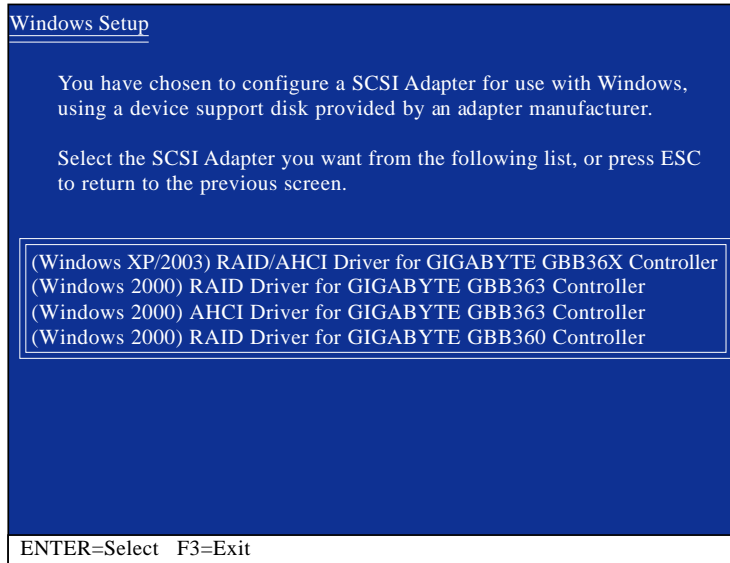 Windows Setup
You have chosen to configure a SCSI Adapter for use with Windows,
using a device support disk provided by an adapter manufacturer.
Select the SCSI Adapter you want from the following list, or press ESC
to return to the previous screen.
(Windows XP/2003) RAID/AHCI Driver for GIGABYTE GBB36X Controller
(Windows 2000) RAID Driver for GIGABYTE GBB363 Controller
(Windows 2000) AHCI Driver for GIGABYTE GBB363 Controller
(Windows 2000) RAID Driver for GIGABYTE GBB360 Controller
ENTER=Select F3=Exit